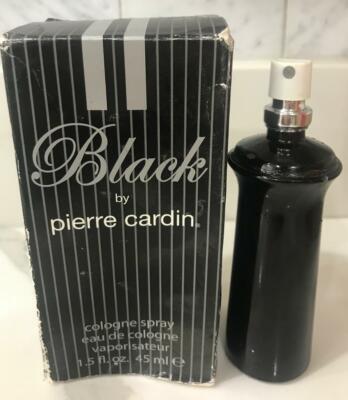 Black
by
pierre cardin®
cologne spray
eau de cologne
vaporisateur
1.5 fl. oz. 45 ml ℮